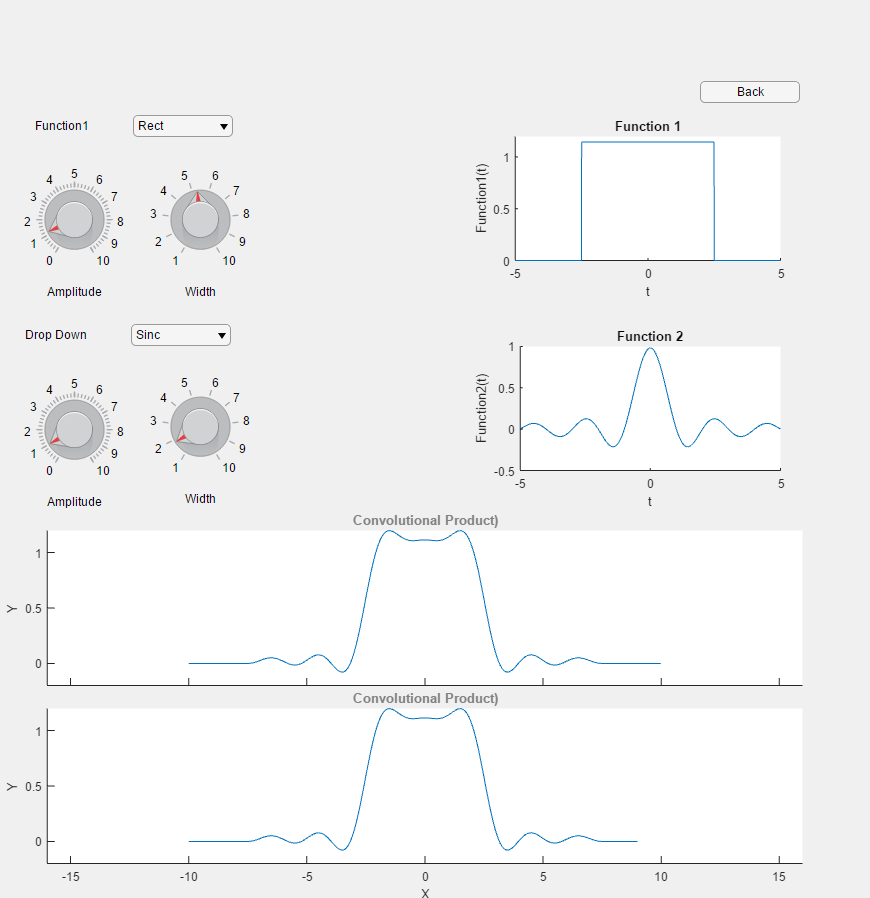 Back
Function1 Rect
0 1 2 3 4 5 6 7 8 9 10
Amplitude
1 2 3 4 5 6 7 8 9 10
Width
Function 1
Function1(t)
1
0.5
0
-5 0 5
t
Drop Down Sinc
0 1 2 3 4 5 6 7 8 9 10
Amplitude
1 2 3 4 5 6 7 8 9 10
Width
Function 2
Function2(t)
1
0.5
0
-0.5
-5 0 5
t
Convolutional Product)
Y
1
0.5
0
Convolutional Product)
Y
1
0.5
0
-15 -10 -5 0 5 10 15
X